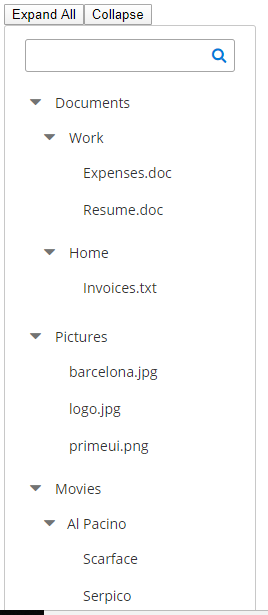 Expand All Collapse
Documents
Work
Expenses.doc
Resume.doc
Home
Invoices.txt
Pictures
barcelona.jpg
logo.jpg
primeui.png
Movies
Al Pacino
Scarface
Serpico